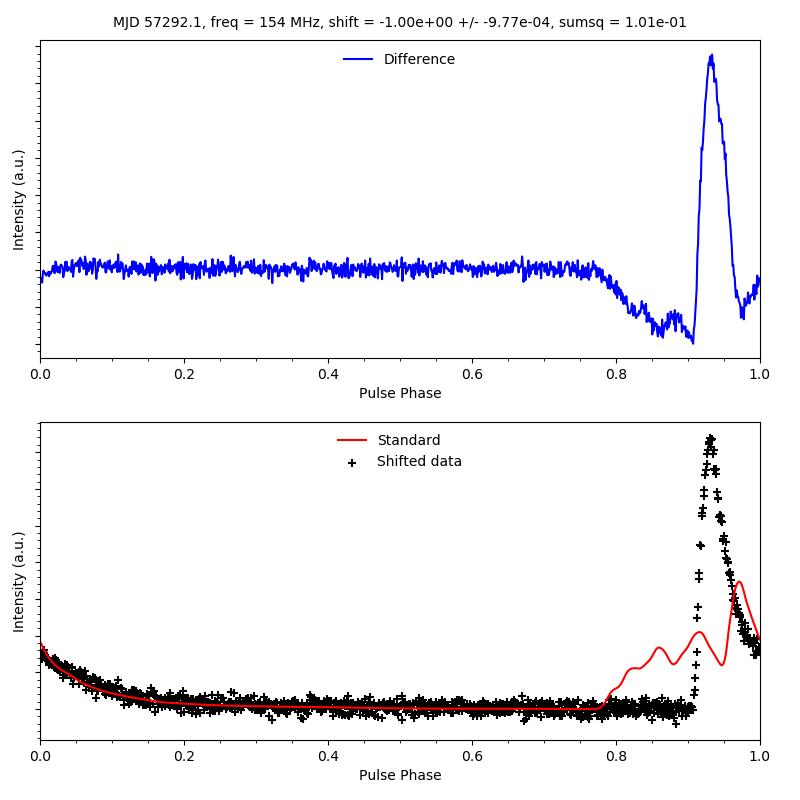 MJD 57292.1, freq = 154 MHz, shift = -1.00e+00 +/- -9.77e-04, sumsq = 1.01e-01
Difference
Intensity (a.u.)
0.0 0.2 0.4 0.6 0.8 1.0
Pulse Phase
Standard
Shifted data
Intensity (a.u.)
0.0 0.2 0.4 0.6 0.8 1.0
Pulse Phase